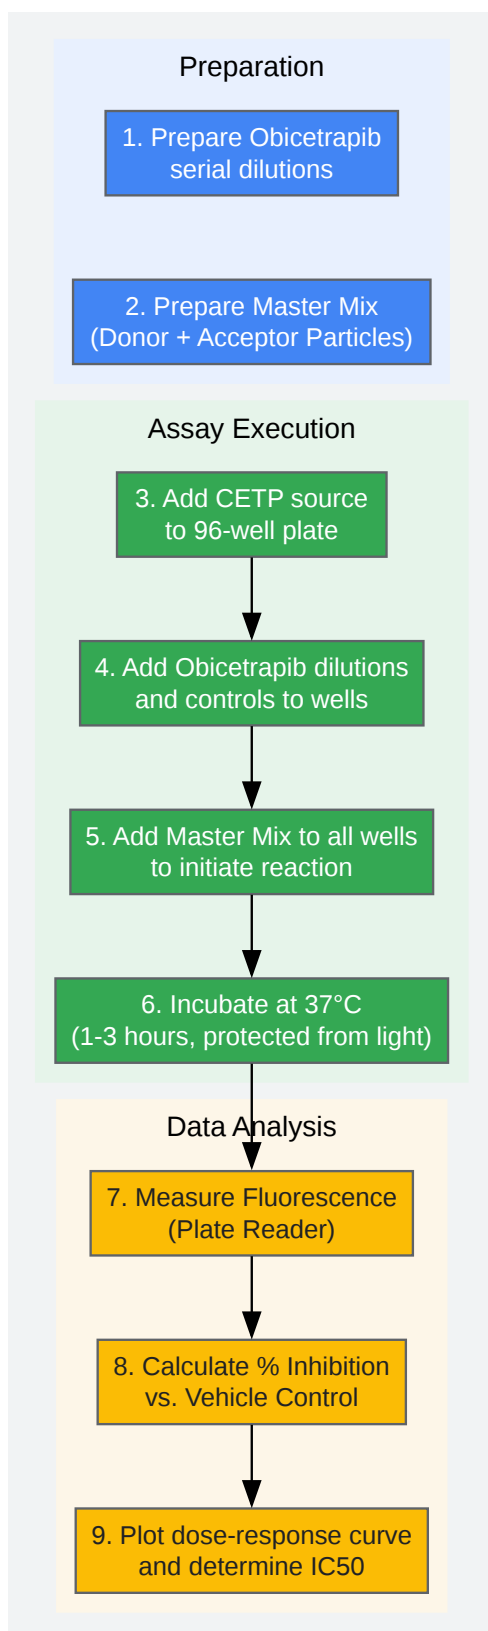 Preparation
1. Prepare Obicetrapib
serial dilutions
2. Prepare Master Mix
(Donor + Acceptor Particles)
Assay Execution
3. Add CETP source
to 96-well plate
4. Add Obicetrapib dilutions
and controls to wells
5. Add Master Mix to all wells
to initiate reaction
6. Incubate at 37°C
(1-3 hours, protected from light)
Data Analysis
7. Measure Fluorescence
(Plate Reader)
8. Calculate % Inhibition
vs. Vehicle Control
9. Plot dose-response curve
and determine IC50